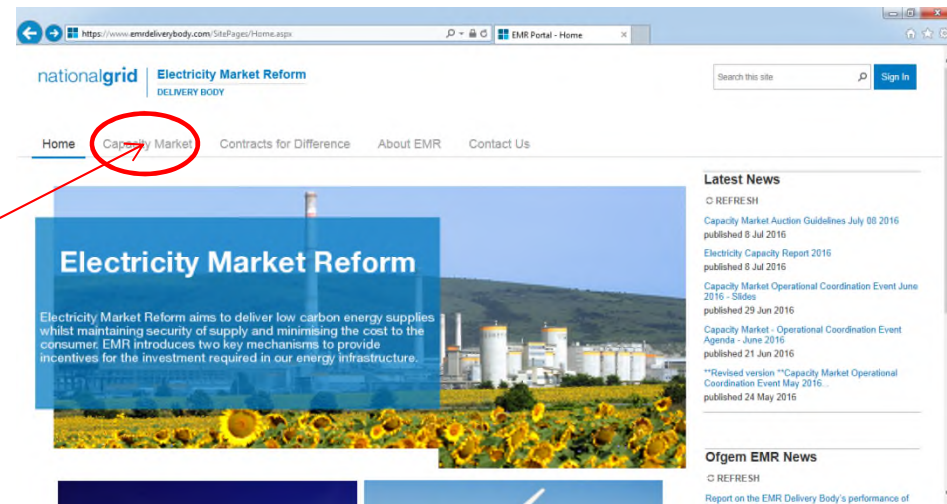 https://www.emrdeliverybody.com/SitePages/Home.aspx
EMR Portal - Home
nationalgrid
Electricity Market Reform
DELIVERY BODY
Search this site
Sign In
Home
Capacity Market
Contracts for Difference
About EMR
Contact Us
Electricity Market Reform
Electricity Market Reform aims to deliver low carbon energy supplies
whilst maintaining security of supply and minimising the cost to the
consumer. EMR introduces two key mechanisms to provide
incentives for the investment required in our energy infrastructure.
Latest News
REFRESH
Capacity Market Auction Guidelines July 08 2016
published 8 Jul 2016
Electricity Capacity Report 2016
published 8 Jul 2016
Capacity Market Operational Coordination Event June
2016 - Slides
published 29 Jun 2016
Capacity Market - Operational Coordination Event
Agenda - June 2016
published 21 Jun 2016
**Revised version **Capacity Market Operational
Coordination Event May 2016...
published 24 May 2016
Ofgem EMR News
REFRESH
Report on the EMR Delivery Body's performance of